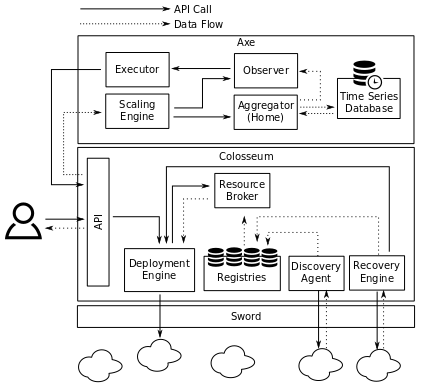 API Call
Data Flow
Axe
Executor
Observer
Scaling
Engine
Aggregator
(Home)
Time Series
Database
Colosseum
API
Resource
Broker
Deployment
Engine
Registries
Discovery
Agent
Recovery
Engine
Sword